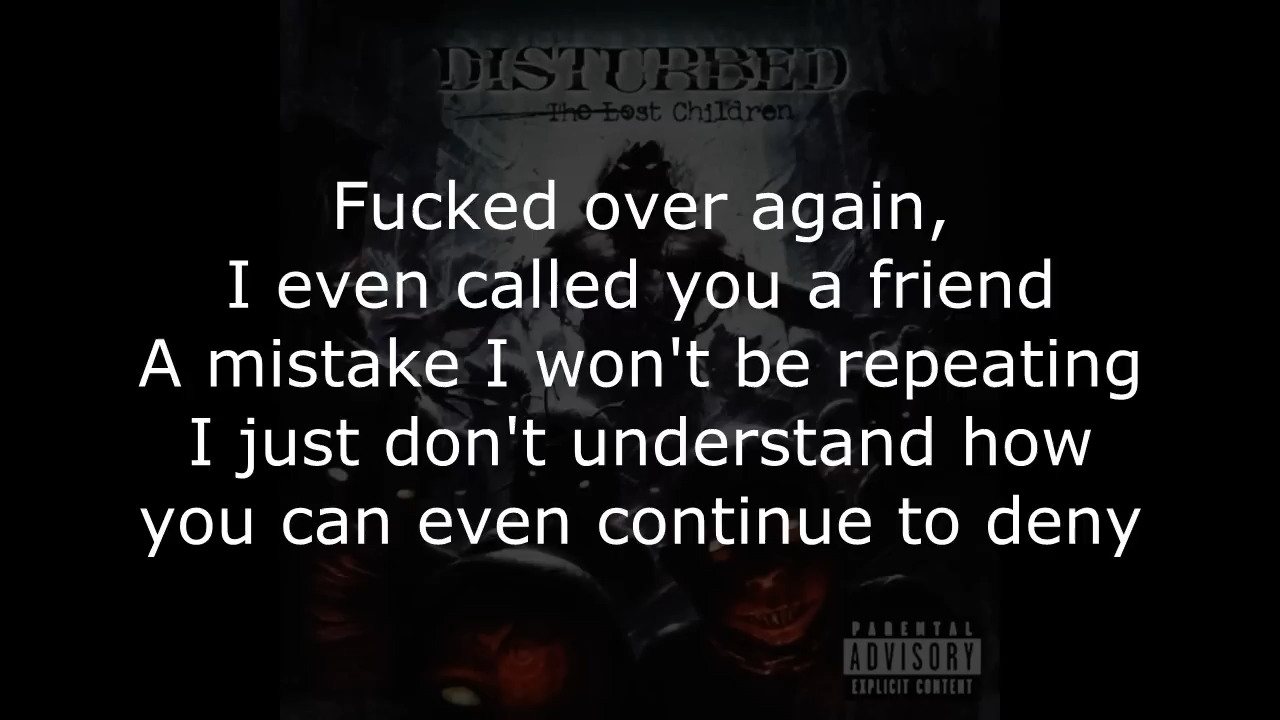 DISTURBED
The Lost Children
Fucked over again,
I even called you a friend
A mistake I won't be repeating
I just don't understand how
you can even continue to deny
PARENTAL
ADVISORY
EXPLICIT CONTENT